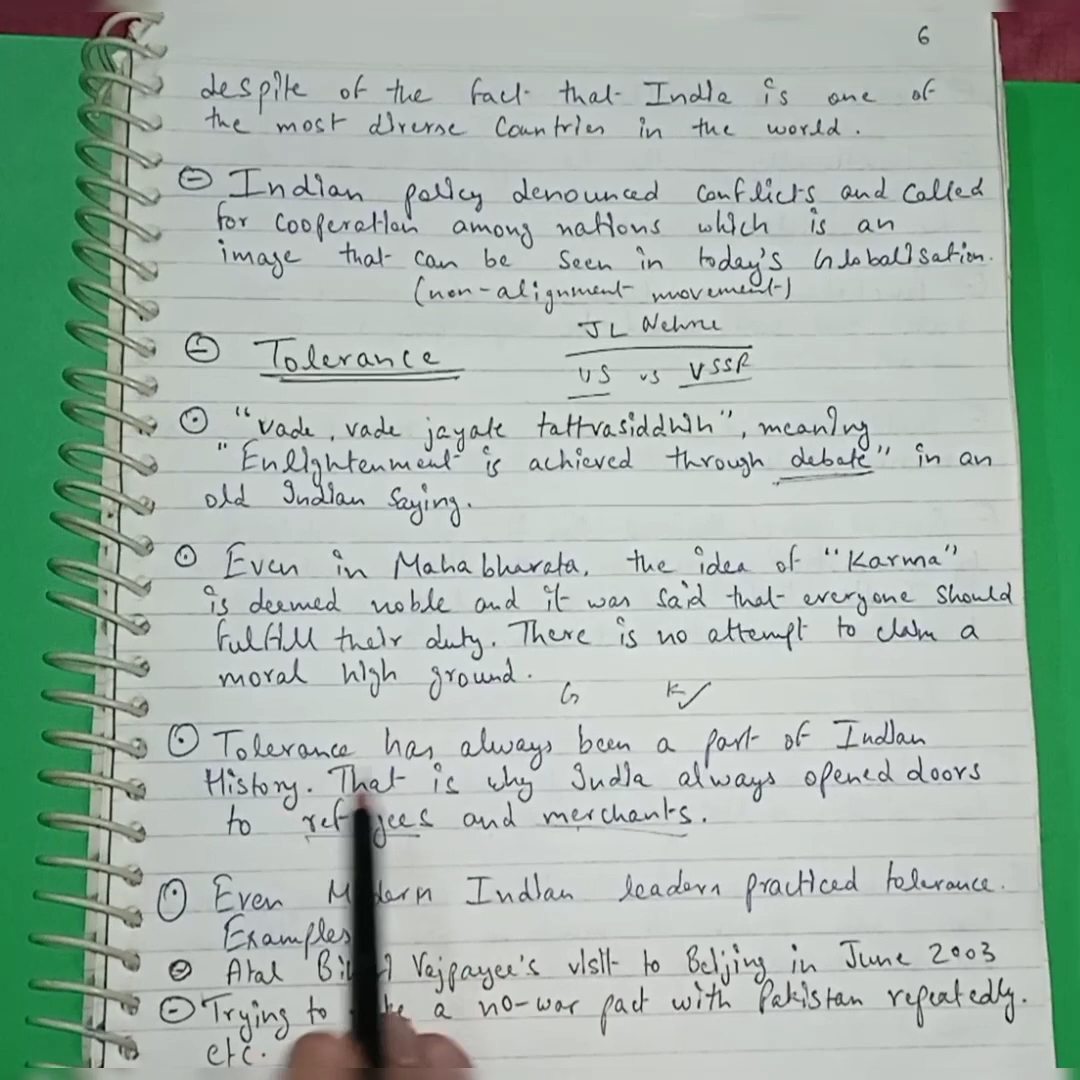 6
despite of the fact that India is one of
the most diverse countries in the world.
Indian policy denounced conflicts and called
for cooperation among nations which is an
image that can be seen in today's Globalisation.
(non-alignment movement)
JL Nehru
US vs USSR
Tolerance
"vade, vade jayate tattvasiddhih", meaning
"Enlightenment is achieved through debate" in an
old Indian saying.
Even in Mahabharata, the idea of "Karma"
is deemed noble and it was said that everyone should
fulfill their duty. There is no attempt to claim a
moral high ground.
G K
Tolerance has always been a part of Indian
History. That is why India always opened doors
to refugees and merchants.
Even Modern Indian leaders practiced tolerance.
Examples
Atal Vajpayee's visit to Beijing in June 2003
Trying to a no-war pact with Pakistan repeatedly.
etc.